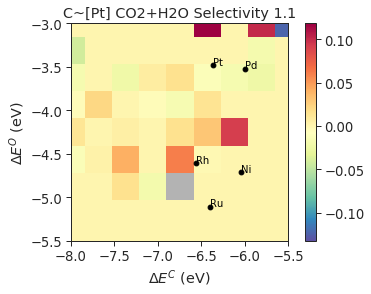 C~[Pt] CO2+H2O Selectivity 1.1
−3.0
−3.5
−4.0
−4.5
−5.0
−5.5
ΔE^O (eV)
Pt
Pd
Rh
Ni
Ru
−8.0 −7.5 −7.0 −6.5 −6.0 −5.5
ΔE^C (eV)
0.10
0.05
0.00
−0.05
−0.10